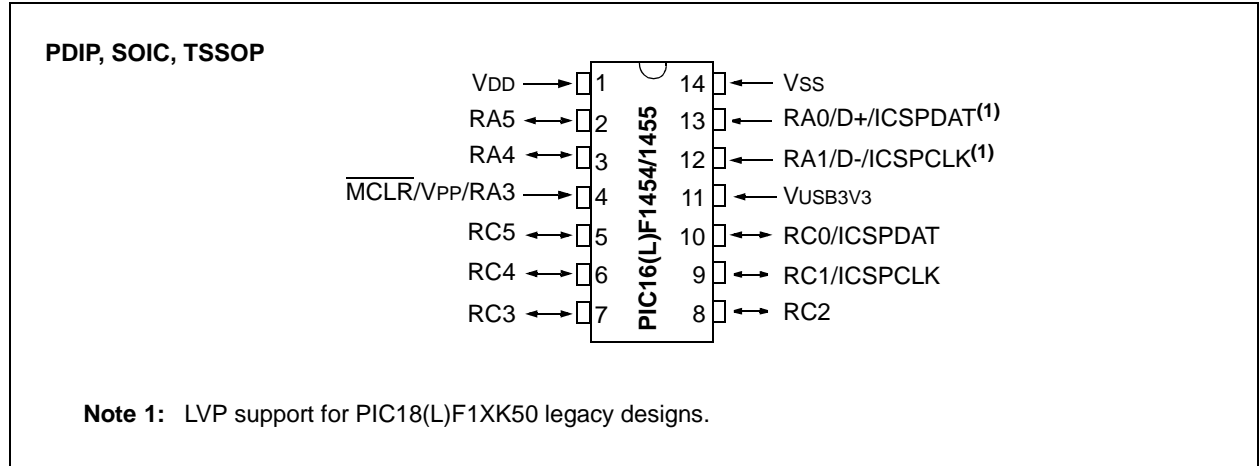 PDIP, SOIC, TSSOP
VDD 1 14 VSS
RA5 2 13 RA0/D+/ICSPDAT(1)
RA4 3 12 RA1/D-/ICSPCLK(1)
MCLR/VPP/RA3 4 11 VUSB3V3
RC5 5 10 RC0/ICSPDAT
RC4 6 9 RC1/ICSPCLK
RC3 7 8 RC2
PIC16(L)F1454/1455
Note 1: LVP support for PIC18(L)F1XK50 legacy designs.